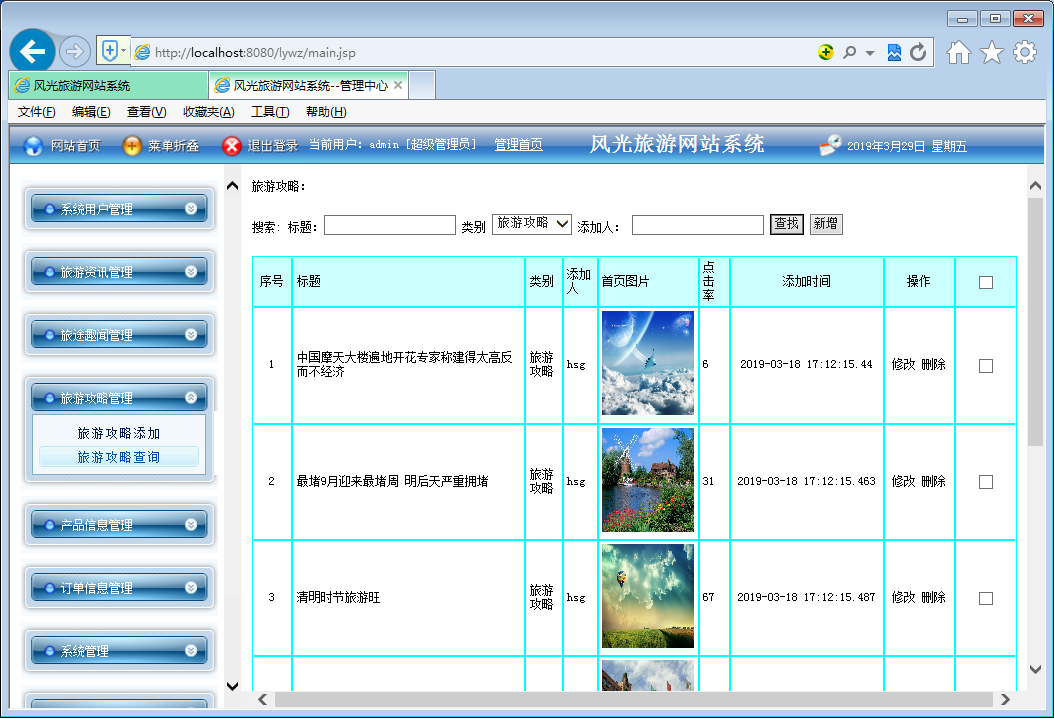 http://localhost:8080/lywz/main.jsp
风光旅游网站系统
风光旅游网站系统--管理中心
文件(F) 编辑(E) 查看(V) 收藏夹(A) 工具(T) 帮助(H)
网站首页 菜单折叠 退出登录 当前用户: admin [超级管理员] 管理首页 风光旅游网站系统 2019年3月29日 星期五
系统用户管理
旅游资讯管理
旅途趣闻管理
旅游攻略管理
旅游攻略添加
旅游攻略查询
产品信息管理
订单信息管理
系统管理
旅游攻略:
搜索: 标题: 类别 旅游攻略 添加人: 查找 新增
序号 标题 类别 添加人 首页图片 点击率 添加时间 操作
1 中国摩天大楼遍地开花专家称建得太高反而不经济 旅游攻略 hsg 6 2019-03-18 17:12:15.44 修改 删除
2 最堵9月迎来最堵周 明后天严重拥堵 旅游攻略 hsg 31 2019-03-18 17:12:15.463 修改 删除
3 清明时节旅游旺 旅游攻略 hsg 67 2019-03-18 17:12:15.487 修改 删除